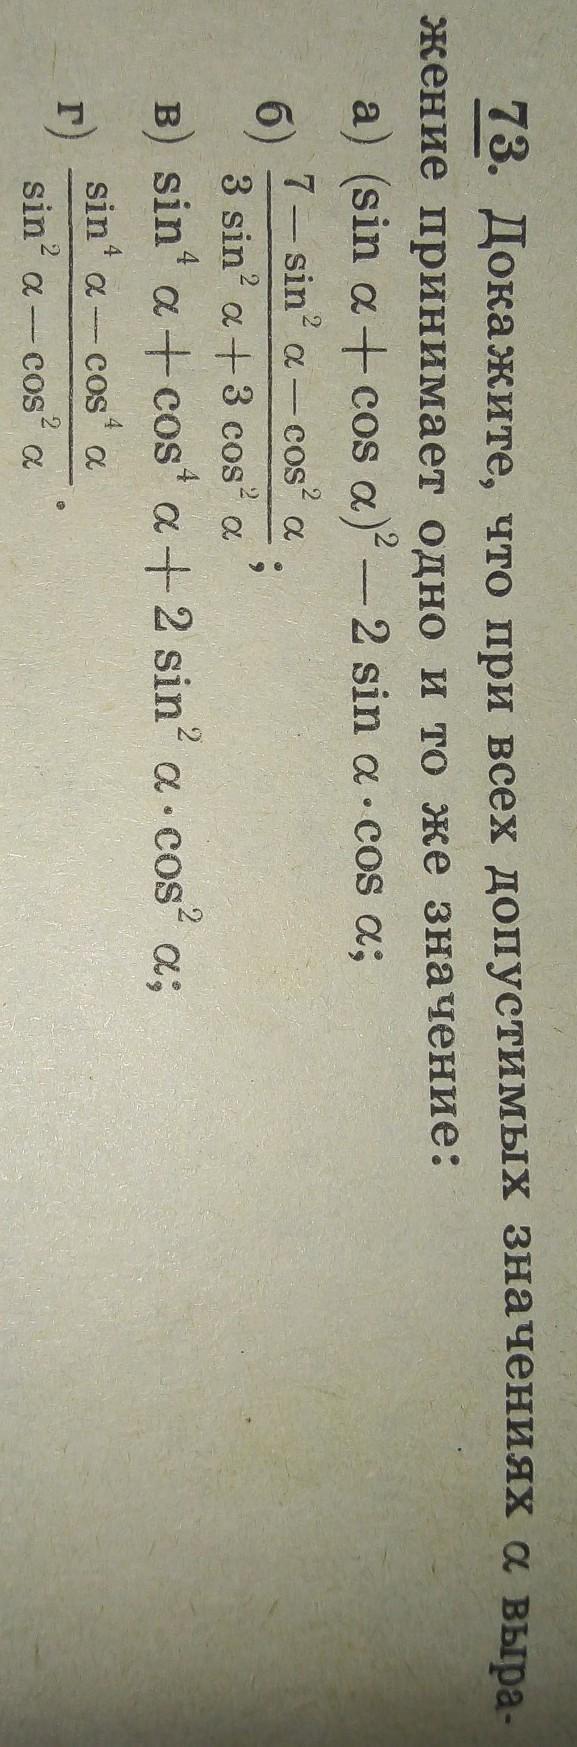 73. Докажите, что при всех допустимых значениях α выра-
жение принимает одно и то же значение:
а) (sin α + cos α)² — 2 sin α · cos α;
б) 7 — sin² α — cos² α
3 sin² α + 3 cos² α ;
в) sin⁴ α + cos⁴ α + 2 sin² α · cos² α;
г) sin⁴ α — cos⁴ α
sin² α — cos² α .